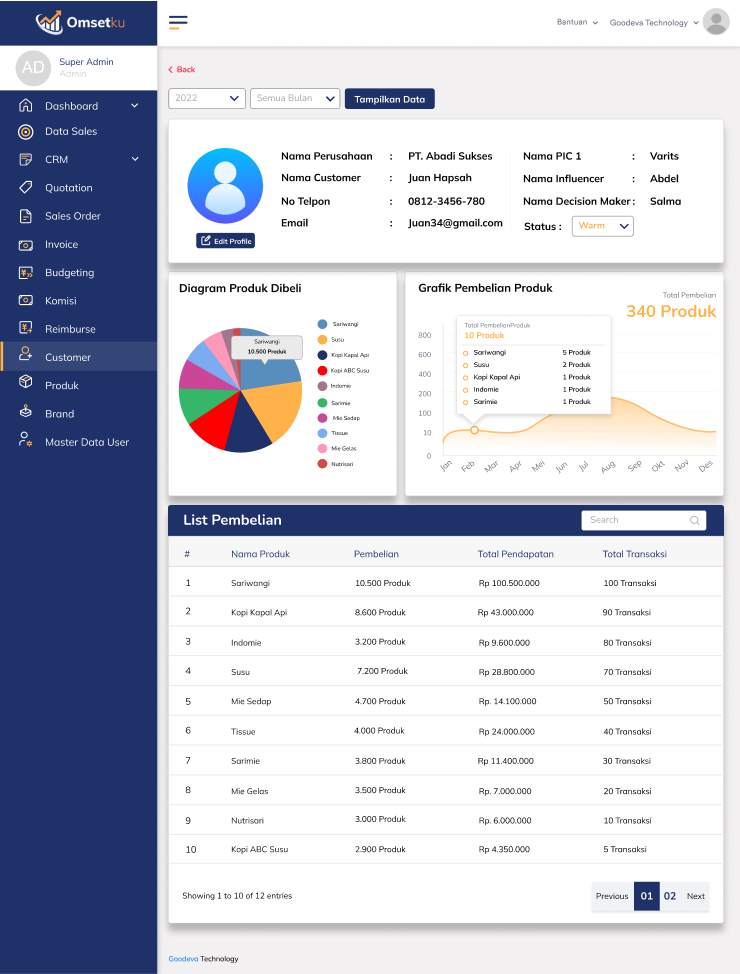 Omsetku
Bantuan
Goodeva Technology
AD
Super Admin
Admin
Dashboard
Data Sales
CRM
Quotation
Sales Order
Invoice
Budgeting
Komisi
Reimburse
Customer
Produk
Brand
Master Data User
Back
2022
Semua Bulan
Tampilkan Data
Edit Profile
Nama Perusahaan : PT. Abadi Sukses
Nama Customer : Juan Hapsah
No Telpon : 0812-3456-780
Email : Juan34@gmail.com
Nama PIC 1 : Varits
Nama Influencer : Abdel
Nama Decision Maker : Salma
Status : Warm
Diagram Produk Dibeli
Sariwangi
10.500 Produk
Sariwangi
Susu
Kopi Kapal Api
Kopi ABC Susu
Indomie
Sarimie
Mie Sedap
Tissue
Mie Gelas
Nutrisari
Grafik Pembelian Produk
Total Pembelian
340 Produk
Total PembelianProduk
10 Produk
Sariwangi 5 Produk
Susu 2 Produk
Kopi Kapal Api 1 Produk
Indomie 1 Produk
Sarimie 1 Produk
800
600
400
200
100
10
0
Jan Feb Mar Apr Mei Jun Jul Aug Sep Okt Nov Des
List Pembelian
Search
# Nama Produk Pembelian Total Pendapatan Total Transaksi
1 Sariwangi 10.500 Produk Rp 100.500.000 100 Transaksi
2 Kopi Kapal Api 8.600 Produk Rp 43.000.000 90 Transaksi
3 Indomie 3.200 Produk Rp 9.600.000 80 Transaksi
4 Susu 7.200 Produk Rp 28.800.000 70 Transaksi
5 Mie Sedap 4.700 Produk Rp. 14.100.000 50 Transaksi
6 Tissue 4.000 Produk Rp 24.000.000 40 Transaksi
7 Sarimie 3.800 Produk Rp 11.400.000 30 Transaksi
8 Mie Gelas 3.500 Produk Rp. 7.000.000 20 Transaksi
9 Nutrisari 3.000 Produk Rp. 6.000.000 10 Transaksi
10 Kopi ABC Susu 2.900 Produk Rp 4.350.000 5 Transaksi
Showing 1 to 10 of 12 entries
Previous 01 02 Next
Goodeva Technology